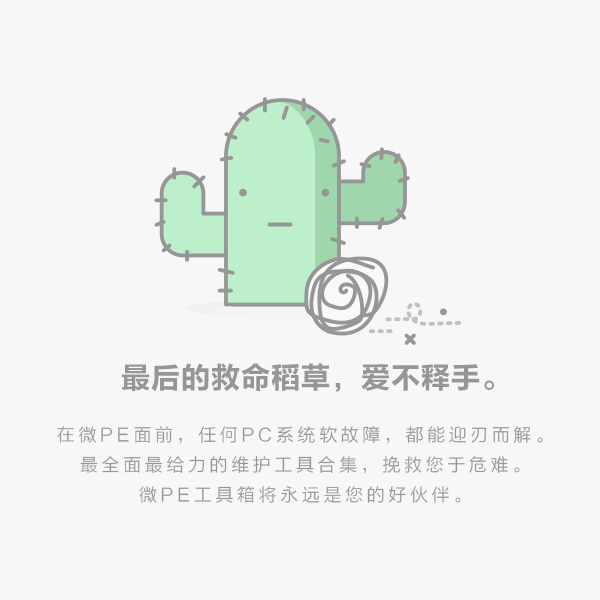 最后的救命稻草，爱不释手。
在微PE面前，任何PC系统软故障，都能迎刃而解。
最全面最给力的维护工具合集，挽救您于危难。
微PE工具箱将永远是您的好伙伴。